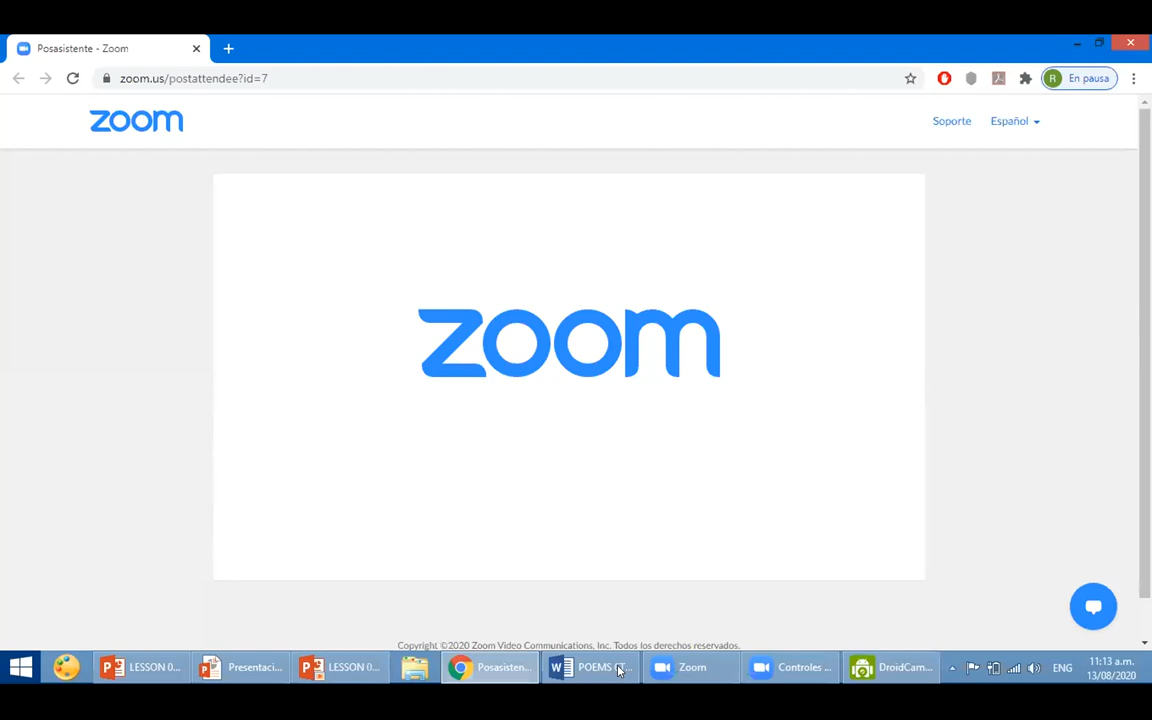 Posasistente - Zoom
zoom.us/postattendee?id=7
R En pausa
zoom
Soporte
Español
zoom
Copyright ©2020 Zoom Video Communications, Inc. Todos los derechos reservados.
LESSON 0...
Presentaci...
LESSON 0...
Posasisten...
POEMS
Zoom
Controles ...
DroidCam...
ENG
11:13 a.m.
13/08/2020